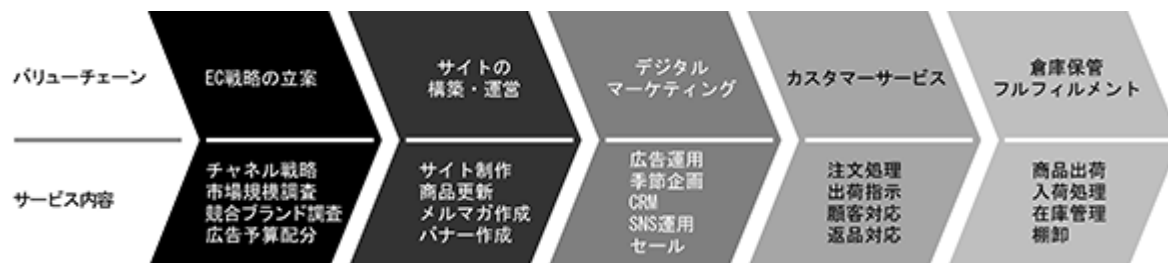 バリューチェーン
EC戦略の立案
サイトの
構築・運営
デジタル
マーケティング
カスタマーサービス
倉庫保管
フルフィルメント
サービス内容
チャネル戦略
市場規模調査
競合ブランド調査
広告予算配分
サイト制作
商品更新
メルマガ作成
バナー作成
広告運用
季節企画
CRM
SNS運用
セール
注文処理
出荷指示
顧客対応
返品対応
商品出荷
入荷処理
在庫管理
棚卸